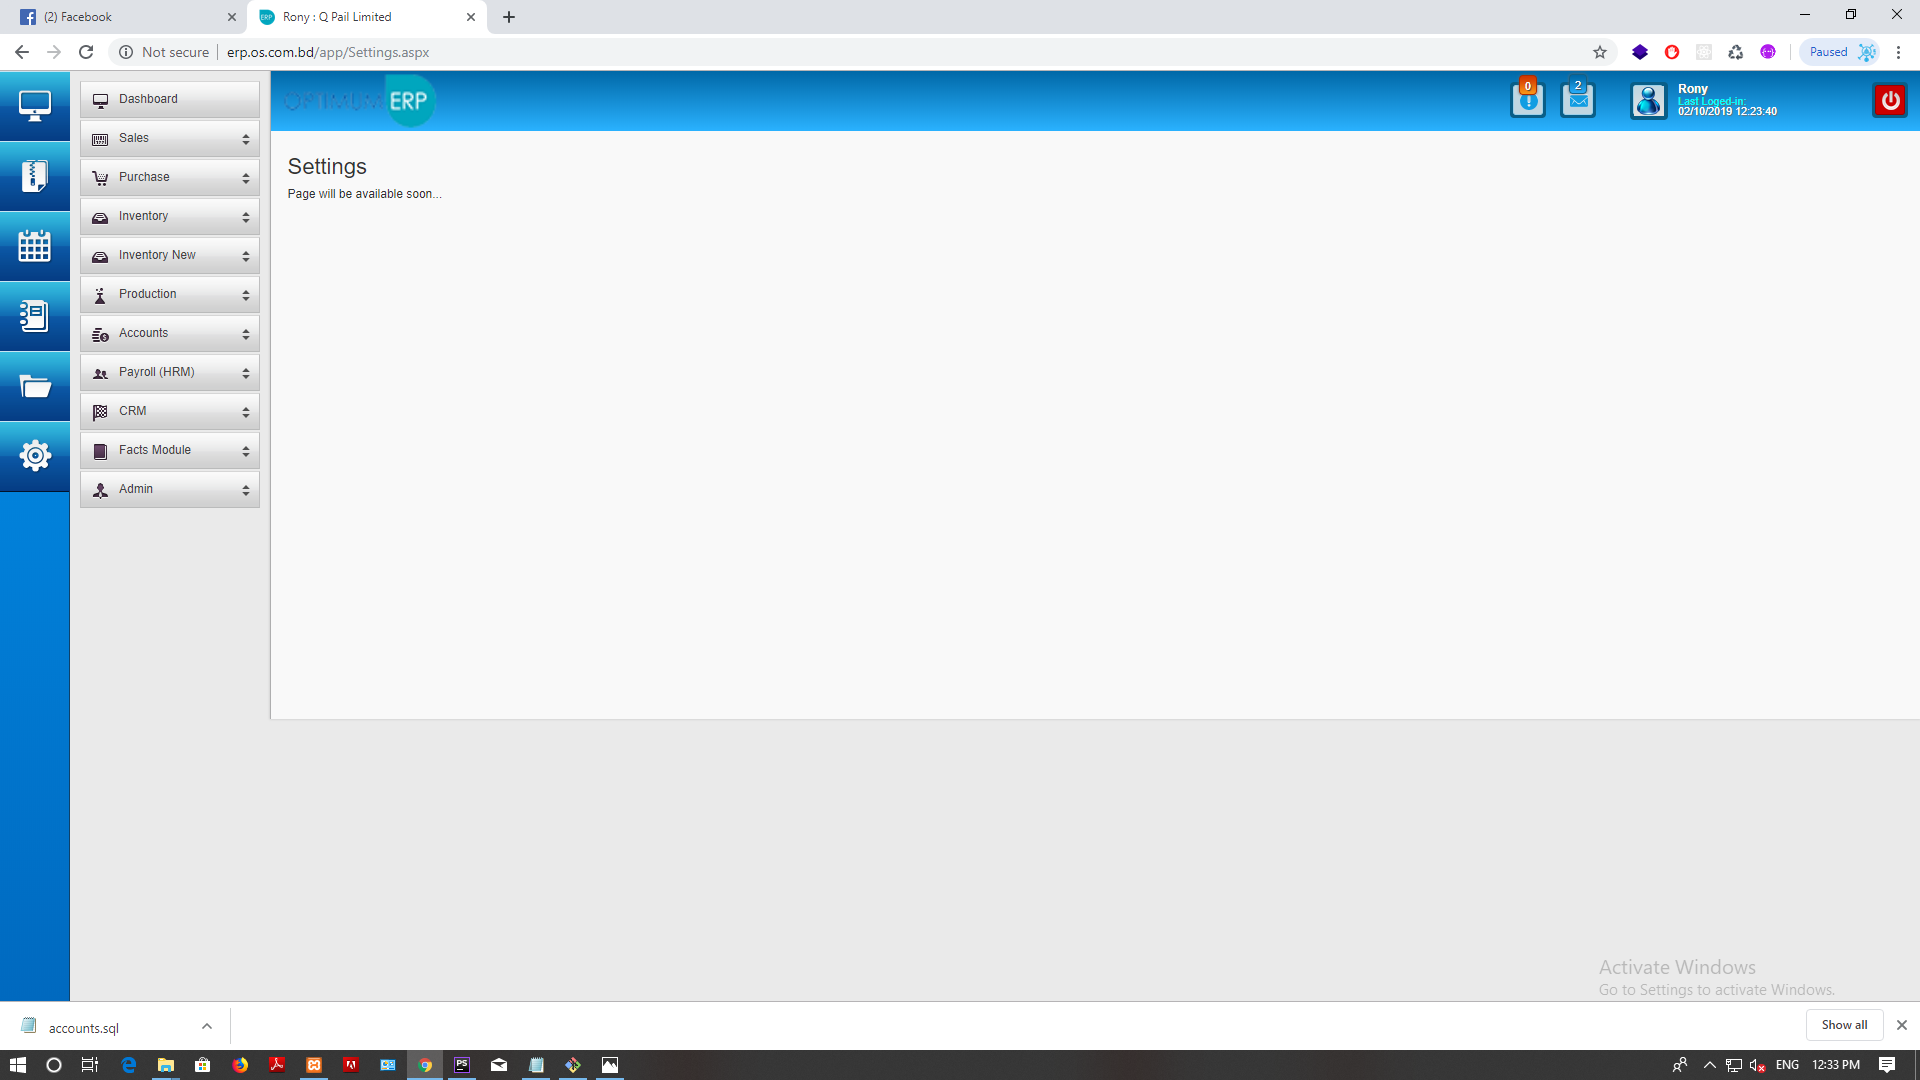 (2) Facebook
Rony : Q Pail Limited
Not secure
erp.os.com.bd/app/Settings.aspx
Paused
Dashboard
Sales
Purchase
Inventory
Inventory New
Production
Accounts
Payroll (HRM)
CRM
Facts Module
Admin
OPTIMUM ERP
0
2
Rony
Last Loged-in:
02/10/2019 12:23:40
Settings
Page will be available soon...
Activate Windows
Go to Settings to activate Windows.
accounts.sql
Show all
ENG
12:33 PM